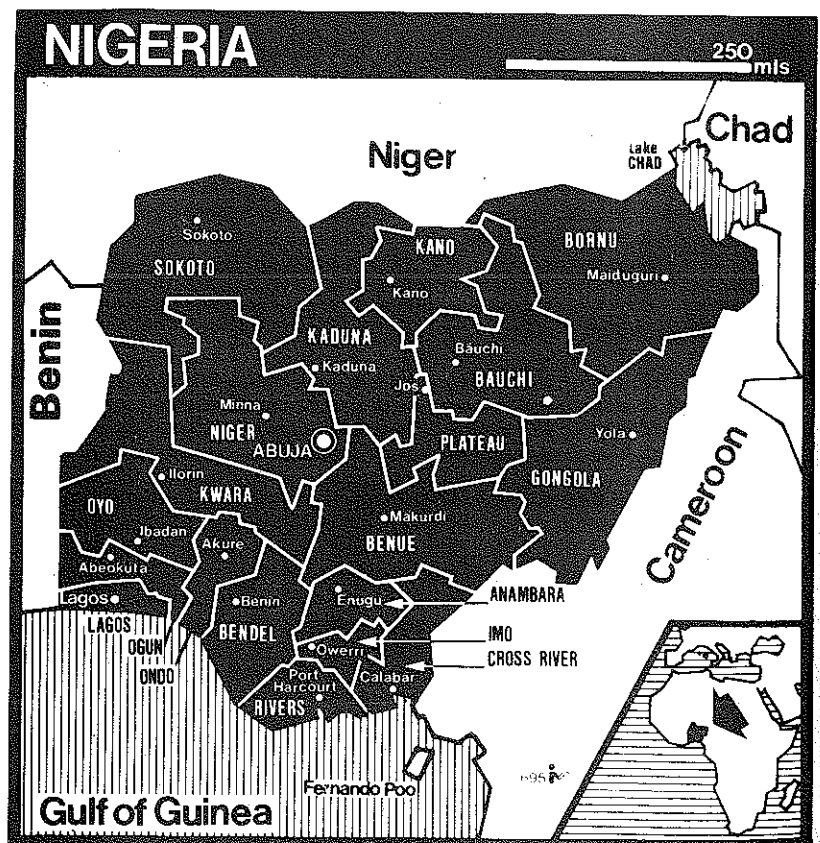 NIGERIA
250
mls
Chad
Lake
CHAD
Niger
Sokoto
SOKOTO
KANO
Kano
BORNU
Maiduguri
Benin
KADUNA
Kaduna
Bauchi
BAUCHI
Jos
Minna
NIGER
ABUJA
PLATEAU
Yola
GONGOLA
Cameroon
Ilorin
KWARA
OYO
Ibadan
Akure
Makurdi
BENUE
Abeokuta
Lagos
LAGOS
OGUN
ONDO
Benin
BENDEL
Enugu
ANAMBARA
IMO
CROSS RIVER
Owerri
Port
Harcourt
Calabar
RIVERS
Fernando Poo
Gulf of Guinea